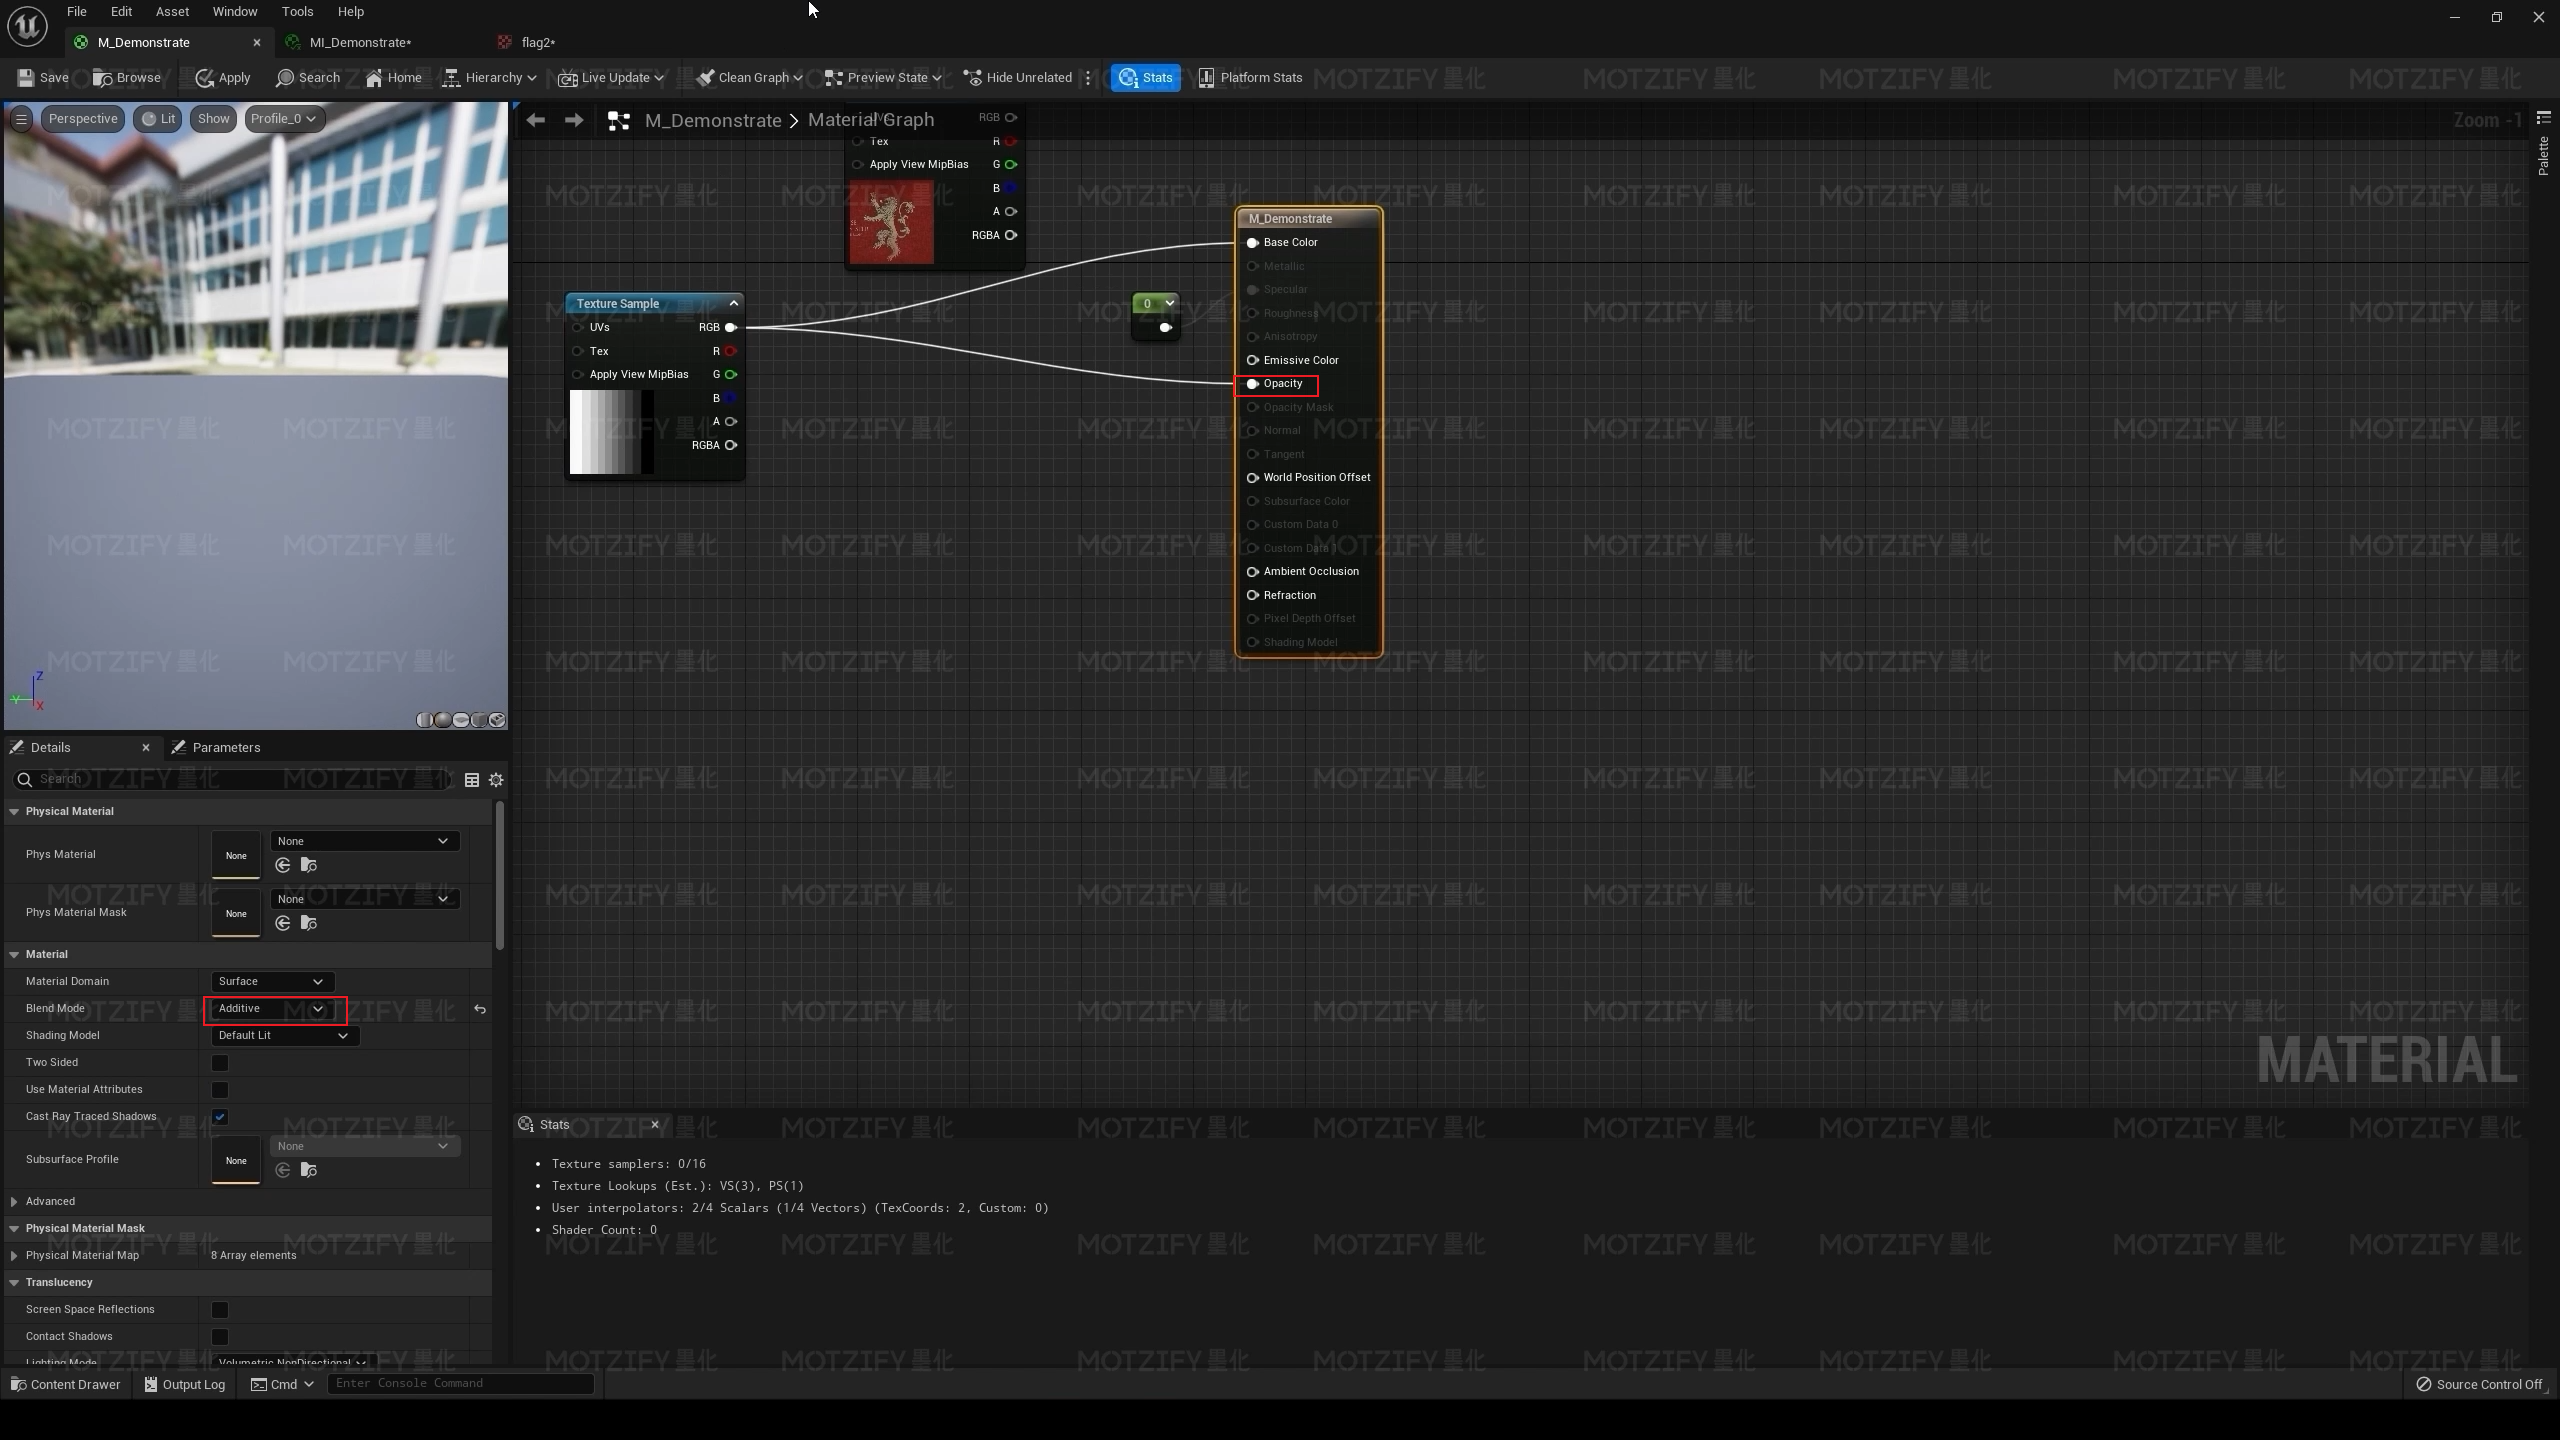 File Edit Asset Window Tools Help
M_Demonstrate MI_Demonstrate* flag2*
Save Browse Apply Search Home Hierarchy Live Update Clean Graph Preview State Hide Unrelated Stats Platform Stats
Perspective Lit Show Profile_0
M_Demonstrate > Material Graph
Zoom -1
Palette
UVs RGB
Tex R
Apply View MipBias G
B
A
RGBA
Texture Sample
UVs RGB
Tex R
Apply View MipBias G
B
A
RGBA
0
M_Demonstrate
Base Color
Metallic
Specular
Roughness
Anisotropy
Emissive Color
Opacity
Opacity Mask
Normal
Tangent
World Position Offset
Subsurface Color
Custom Data 0
Custom Data 1
Ambient Occlusion
Refraction
Pixel Depth Offset
Shading Model
MATERIAL
Z
Y
X
Details Parameters
Search
Physical Material
Phys Material None None
Phys Material Mask None None
Material
Material Domain Surface
Blend Mode Additive
Shading Model Default Lit
Two Sided
Use Material Attributes
Cast Ray Traced Shadows
Subsurface Profile None None
Advanced
Physical Material Mask
Physical Material Map 8 Array elements
Translucency
Screen Space Reflections
Contact Shadows
Lighting Mode Volumetric NonDirectional
Stats
Texture samplers: 0/16
Texture Lookups (Est.): VS(3), PS(1)
User interpolators: 2/4 Scalars (1/4 Vectors) (TexCoords: 2, Custom: 0)
Shader Count: 0
Content Drawer Output Log Cmd Enter Console Command Source Control Off
MOTZIFY 墨化